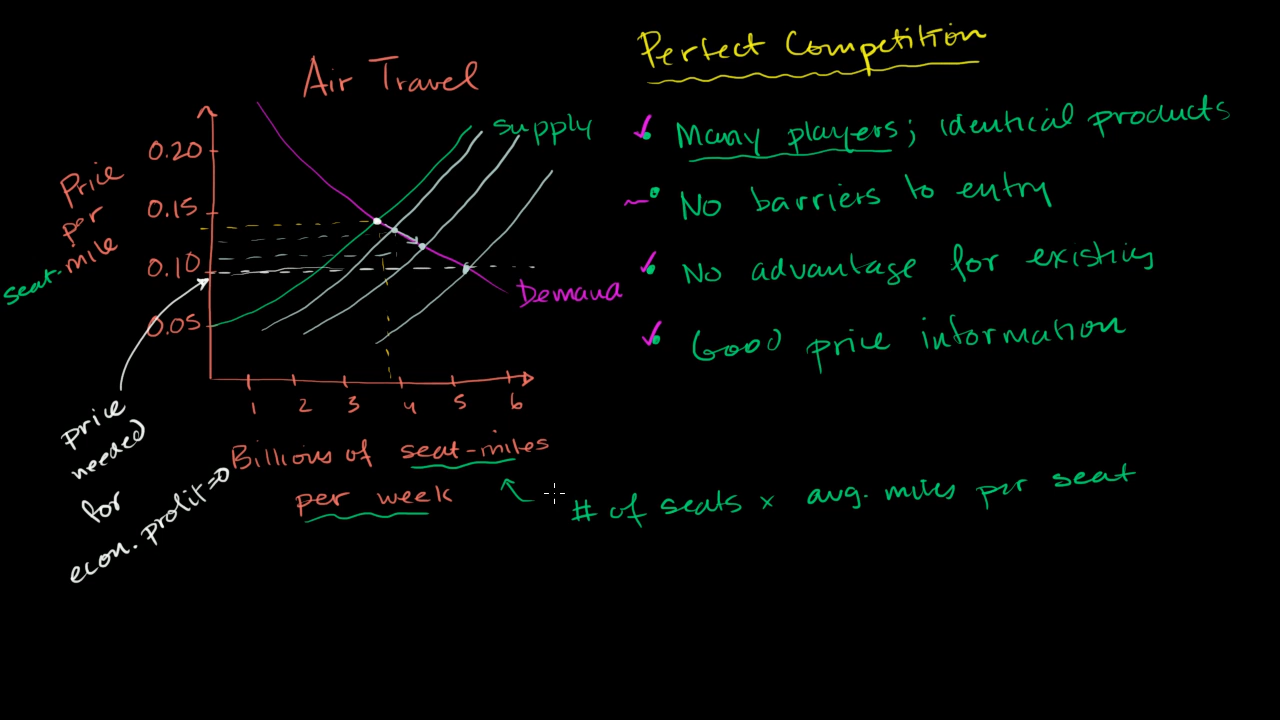 Air Travel
Price
per
seat-mile
0.20
0.15
0.10
0.05
supply
Demand
1 2 3 4 5 6
Billions of seat-miles
per week
price
needed
for
econ. profit=0
Perfect Competition
Many players; identical products
No barriers to entry
No advantage for existing
Good price information
# of seats x avg. miles per seat